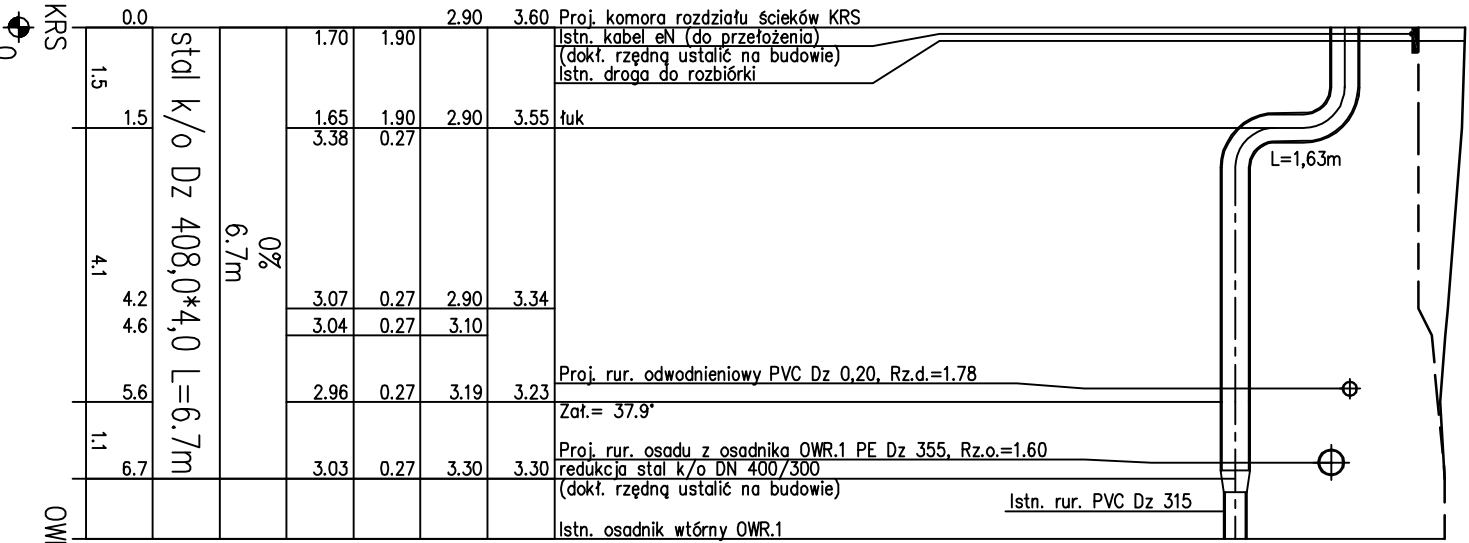 KRS
0.0
2.90
3.60
Proj. komora rozdziału ścieków KRS
1.70
1.90
Istn. kabel eN (do przełożenia)
(dokł. rzędną ustalić na budowie)
Istn. droga do rozbiórki
1.5
1.5
1.65
1.90
2.90
3.55
łuk
3.38
0.27
L=1,63m
stal k/o Dz 408,0*4,0 L=6.7m
0%
6.7m
4.1
4.2
3.07
0.27
2.90
3.34
4.6
3.04
0.27
3.10
Proj. rur. odwodnieniowy PVC Dz 0,20, Rz.d.=1.78
5.6
2.96
0.27
3.19
3.23
Zał.= 37.9°
1.1
Proj. rur. osadu z osadnika OWR.1 PE Dz 355, Rz.o.=1.60
6.7
3.03
0.27
3.30
3.30
redukcja stal k/o DN 400/300
(dokł. rzędną ustalić na budowie)
Istn. rur. PVC Dz 315
Istn. osadnik wtórny OWR.1